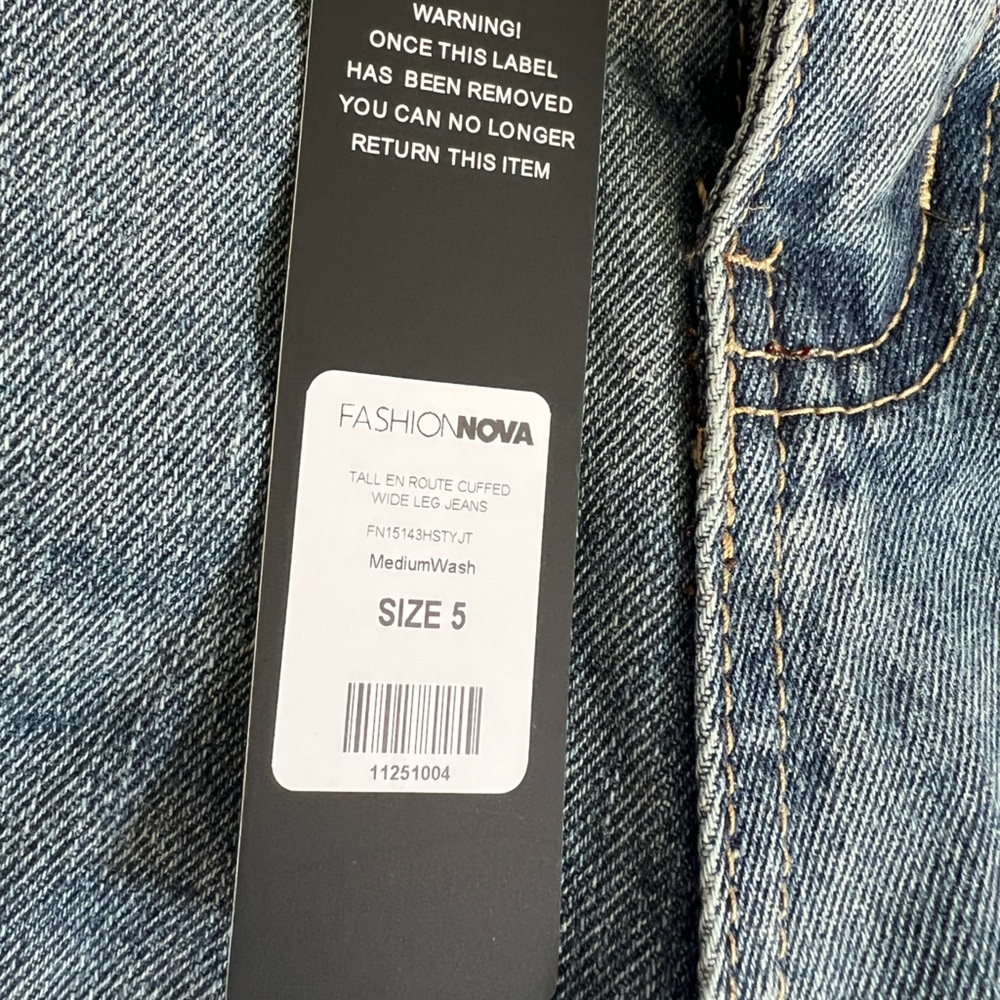 WARNING!
ONCE THIS LABEL
HAS BEEN REMOVED
YOU CAN NO LONGER
RETURN THIS ITEM
FASHIONNOVA
TALL EN ROUTE CUFFED
WIDE LEG JEANS
FN15143HSTYJT
MediumWash
SIZE 5
11251004